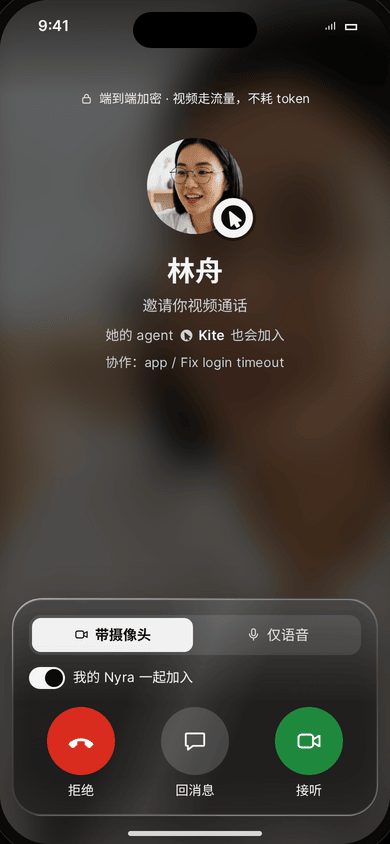 9:41
端到端加密 · 视频走流量，不耗 token
林舟
邀请你视频通话
她的 agent Kite 也会加入
协作：app / Fix login timeout
带摄像头
仅语音
我的 Nyra 一起加入
拒绝
回消息
接听